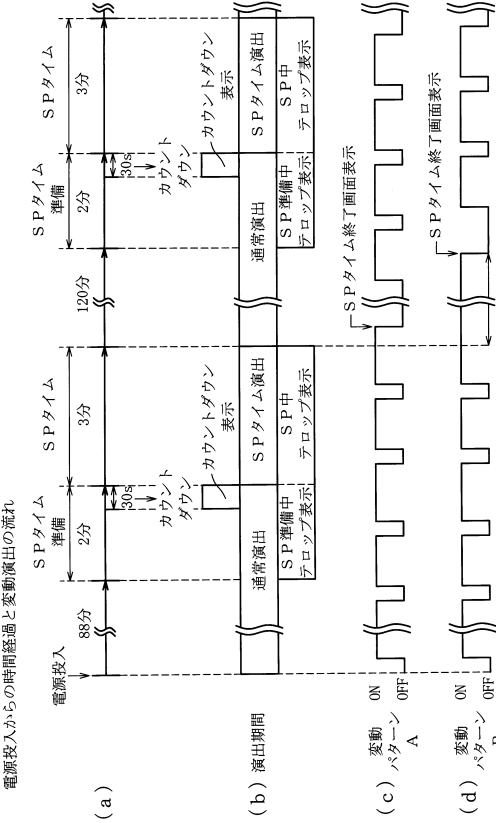 電源投入からの時間経過と変動演出の流れ
電源投入
(a)
88分
SPタイム
準備
2分
30s
カウント
ダウン
SPタイム
3分
120分
SPタイム
準備
2分
30s
カウント
ダウン
SPタイム
3分
(b) 演出期間
通常演出
カウントダウン
表示
SPタイム演出
SP準備中
テロップ表示
SP中
テロップ表示
通常演出
カウントダウン
表示
SPタイム演出
SP準備中
テロップ表示
SP中
テロップ表示
(c)
変動
パターン
A
ON
OFF
SPタイム終了画面表示
(d)
変動
パターン
B
ON
OFF
SPタイム終了画面表示